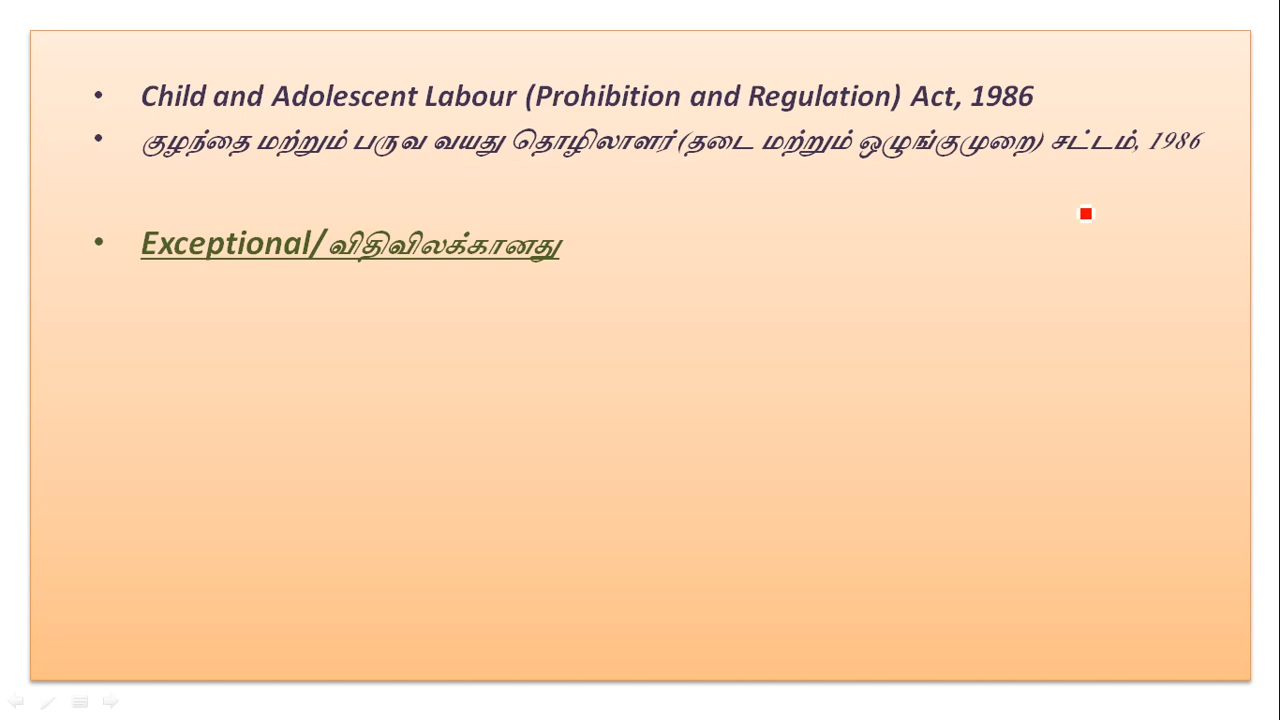 • Child and Adolescent Labour (Prohibition and Regulation) Act, 1986
• குழந்தை மற்றும் பருவ வயது தொழிலாளர்(தடை மற்றும் ஒழுங்குமுறை) சட்டம், 1986
• Exceptional/விதிவிலக்கானது